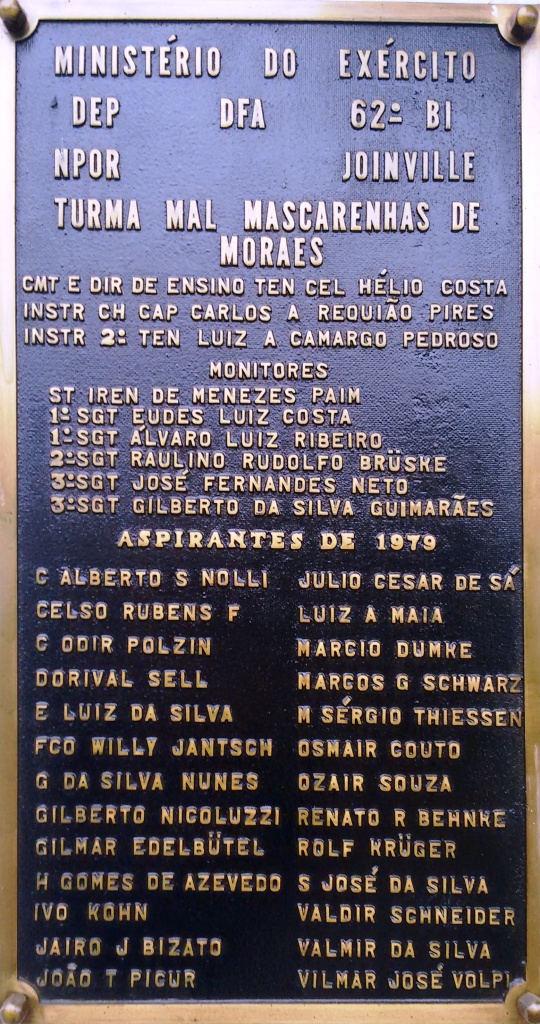 MINISTÉRIO DO EXÉRCITO
DEP DFA 62º BI
NPOR JOINVILLE
TURMA MAL MASCARENHAS DE
MORAES
CMT E DIR DE ENSINO TEN CEL HÉLIO COSTA
INSTR CH CAP CARLOS A REQUIÃO PIRES
INSTR 2º TEN LUIZ A CAMARGO PEDROSO
MONITORES
ST IREN DE MENEZES PAIM
1º SGT EUDES LUIZ COSTA
1º SGT ÁLVARO LUIZ RIBEIRO
2º SGT RAULINO RUDOLFO BRÜSKE
3º SGT JOSÉ FERNANDES NETO
3º SGT GILBERTO DA SILVA GUIMARÃES
ASPIRANTES DE 1979
C ALBERTO S NOLLI
CELSO RUBENS F
C ODIR POLZIN
DORIVAL SELL
E LUIZ DA SILVA
FCO WILLY JANTSCH
G DA SILVA NUNES
GILBERTO NICOLUZZI
GILMAR EDELBÜTEL
H GOMES DE AZEVEDO
IVO KOHN
JAIRO J BIZATO
JOÃO T PICUR
JULIO CESAR DE SÁ
LUIZ A MAIA
MARCIO DUMKE
MARCOS G SCHWARZ
M SÉRGIO THIESSEN
OSMAIR COUTO
OZAIR SOUZA
RENATO R BEHNKE
ROLF KRÜGER
S JOSÉ DA SILVA
VALDIR SCHNEIDER
VALMIR DA SILVA
VILMAR JOSÉ VOLPI